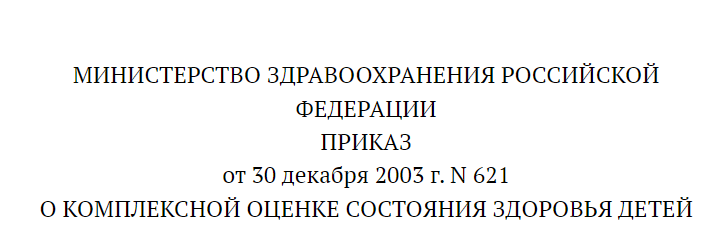 МИНИСТЕРСТВО ЗДРАВООХРАНЕНИЯ РОССИЙСКОЙ
ФЕДЕРАЦИИ
ПРИКАЗ
от 30 декабря 2003 г. N 621
О КОМПЛЕКСНОЙ ОЦЕНКЕ СОСТОЯНИЯ ЗДОРОВЬЯ ДЕТЕЙ